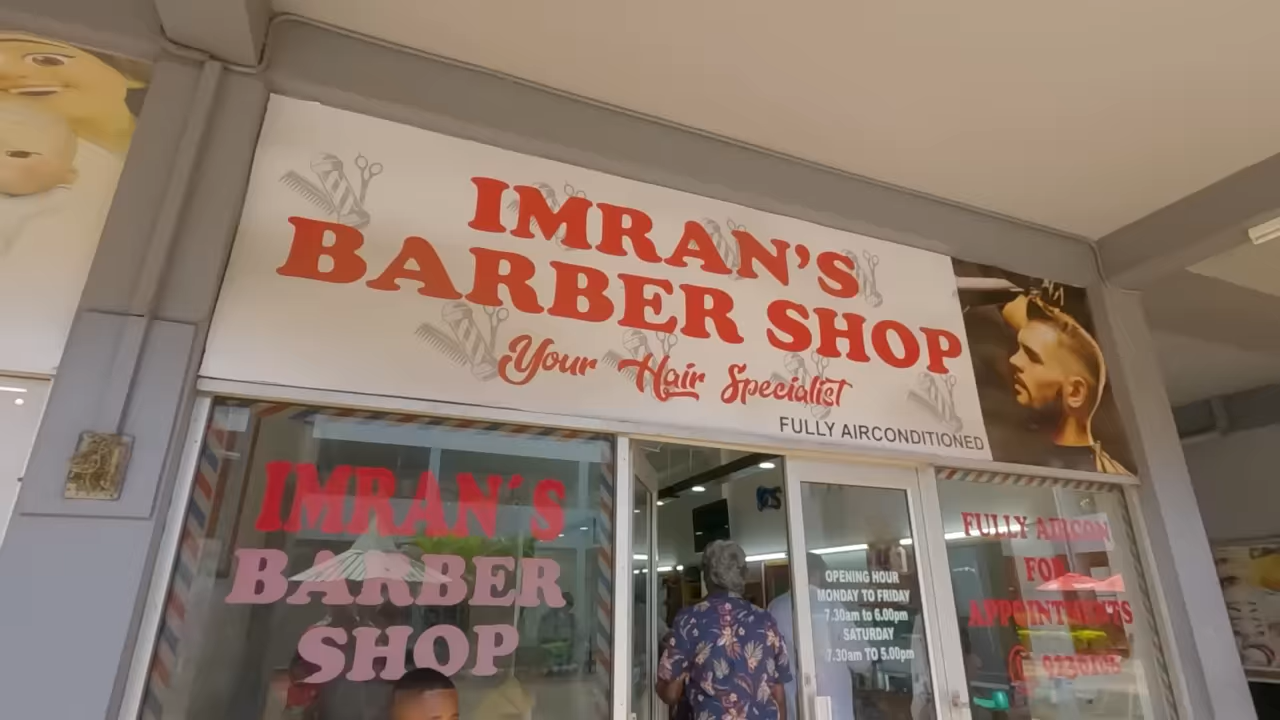 IMRAN'S
BARBER SHOP
Your Hair Specialist
FULLY AIRCONDITIONED
IMRAN'S
BARBER
SHOP
OPENING HOUR
MONDAY TO FRIDAY
7.30am to 6.00pm
SATURDAY
7.30am TO 5.00pm
FULLY AIRCON
FOR
APPOINTMENTS